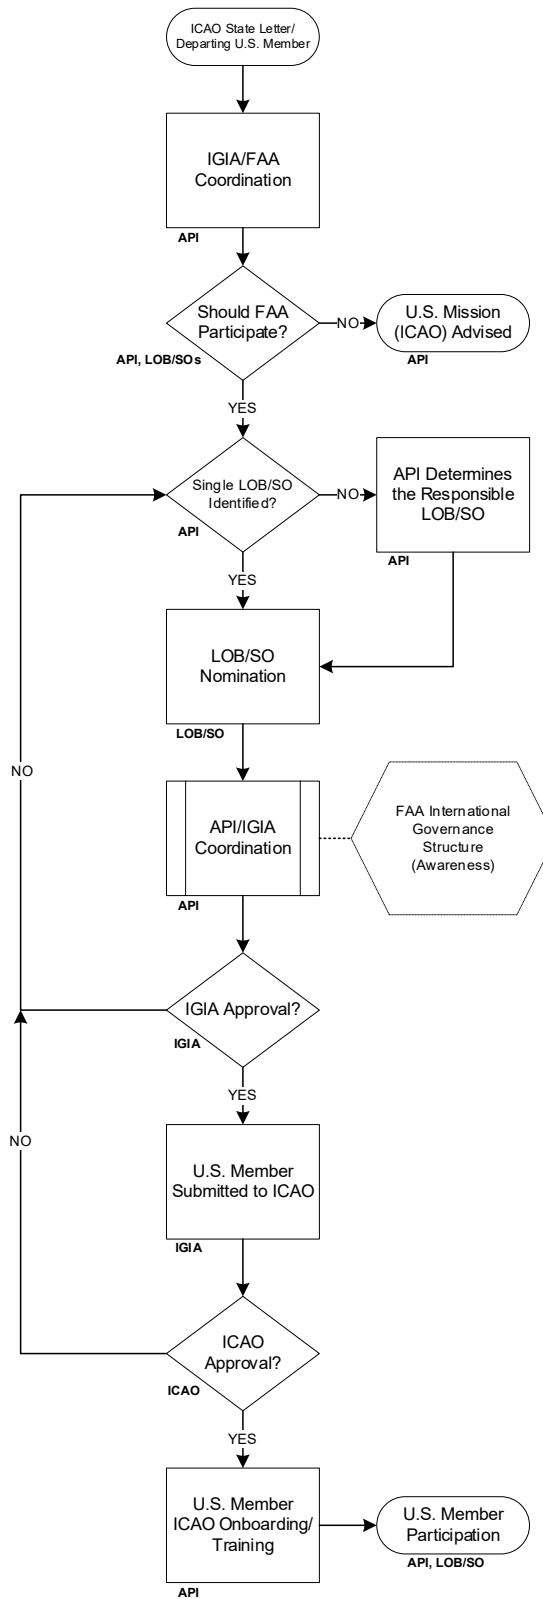 ICAO State Letter/
Departing U.S. Member
IGIA/FAA
Coordination
API
Should FAA
Participate?
API, LOB/SOs
NO
U.S. Mission
(ICAO) Advised
API
YES
Single LOB/SO
Identified?
API
NO
API Determines
the Responsible
LOB/SO
API
YES
LOB/SO
Nomination
LOB/SO
NO
API/IGIA
Coordination
API
FAA International
Governance
Structure
(Awareness)
IGIA Approval?
IGIA
YES
NO
U.S. Member
Submitted to ICAO
IGIA
ICAO
Approval?
ICAO
YES
U.S. Member
ICAO Onboarding/
Training
API
U.S. Member
Participation
API, LOB/SO